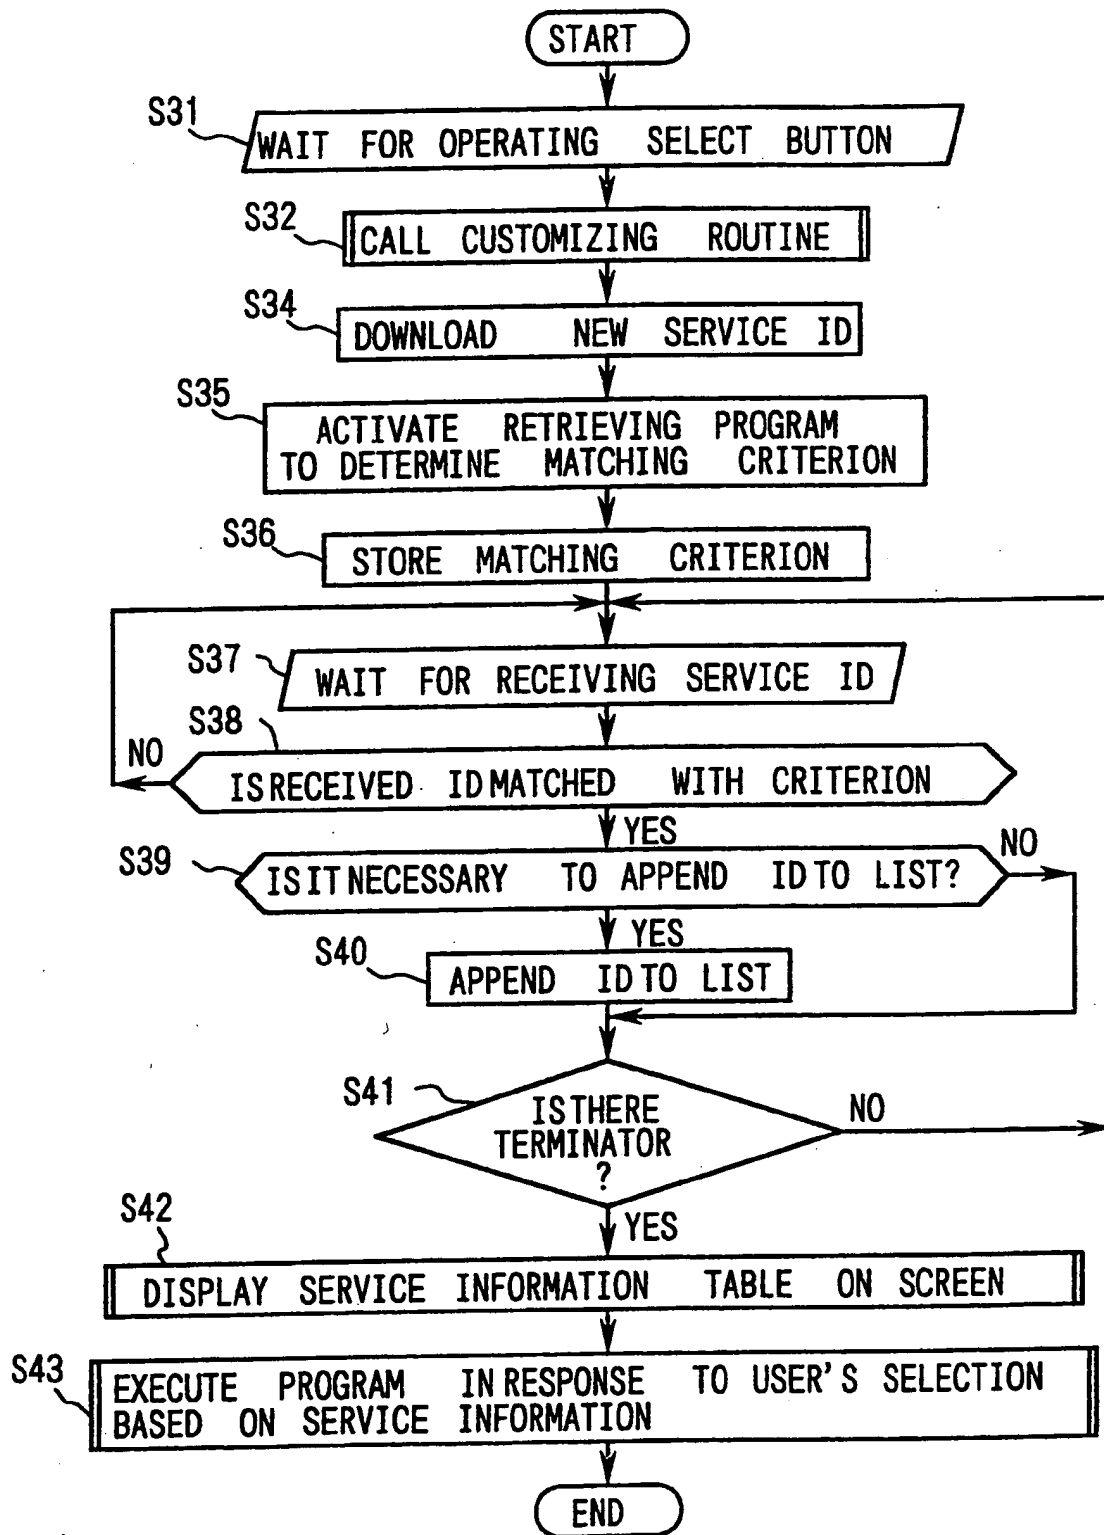 START
S31
WAIT FOR OPERATING SELECT BUTTON
S32
CALL CUSTOMIZING ROUTINE
S34
DOWNLOAD NEW SERVICE ID
S35
ACTIVATE RETRIEVING PROGRAM
TO DETERMINE MATCHING CRITERION
S36
STORE MATCHING CRITERION
S37
WAIT FOR RECEIVING SERVICE ID
S38
NO
IS RECEIVED ID MATCHED WITH CRITERION
YES
S39
IS IT NECESSARY TO APPEND ID TO LIST?
NO
YES
S40
APPEND ID TO LIST
S41
IS THERE
TERMINATOR
?
NO
YES
S42
DISPLAY SERVICE INFORMATION TABLE ON SCREEN
S43
EXECUTE PROGRAM IN RESPONSE TO USER'S SELECTION
BASED ON SERVICE INFORMATION
END